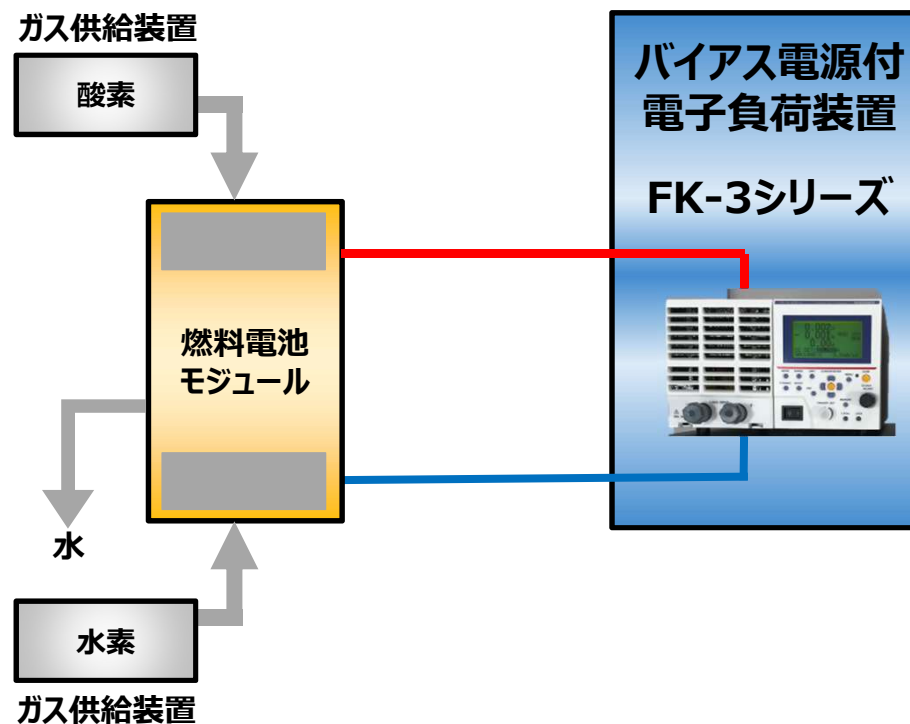 ガス供給装置
酸素
バイアス電源付
電子負荷装置
FK-3シリーズ
燃料電池
モジュール
水
水素
ガス供給装置